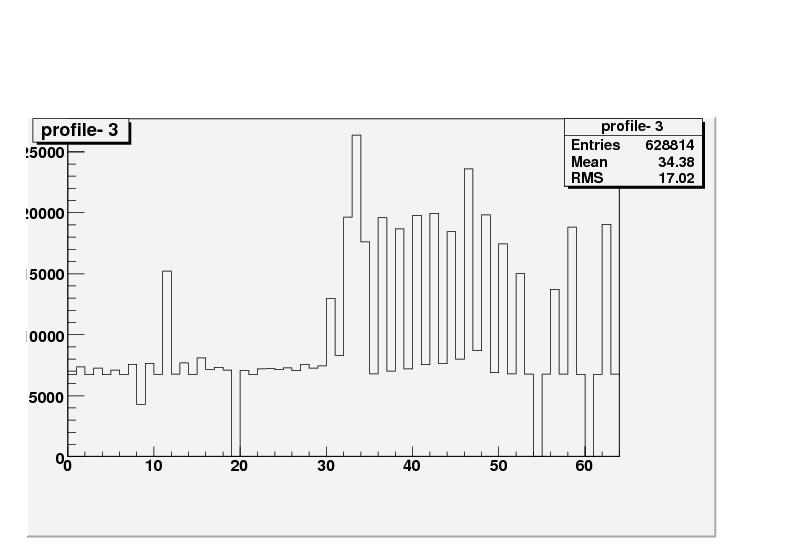 profile- 3
profile- 3
Entries 628814
Mean 34.38
RMS 17.02
25000
20000
15000
10000
5000
0
0 10 20 30 40 50 60